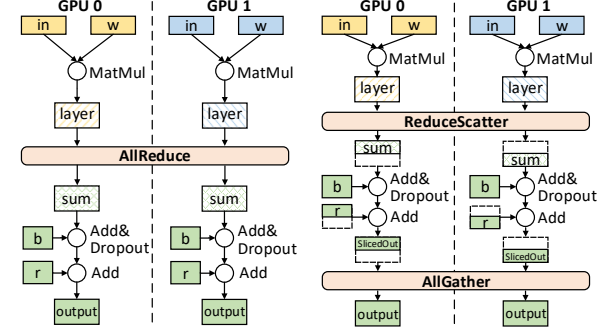 GPU 0
GPU 1
in
w
in
w
MatMul
MatMul
layer
layer
AllReduce
sum
sum
b
Add&
Dropout
b
Add&
Dropout
r
Add
r
Add
output
output
GPU 0
GPU 1
in
w
in
w
MatMul
MatMul
layer
layer
ReduceScatter
sum
sum
b
Add&
Dropout
b
Add&
Dropout
r
Add
r
Add
SlicedOut
SlicedOut
AllGather
output
output